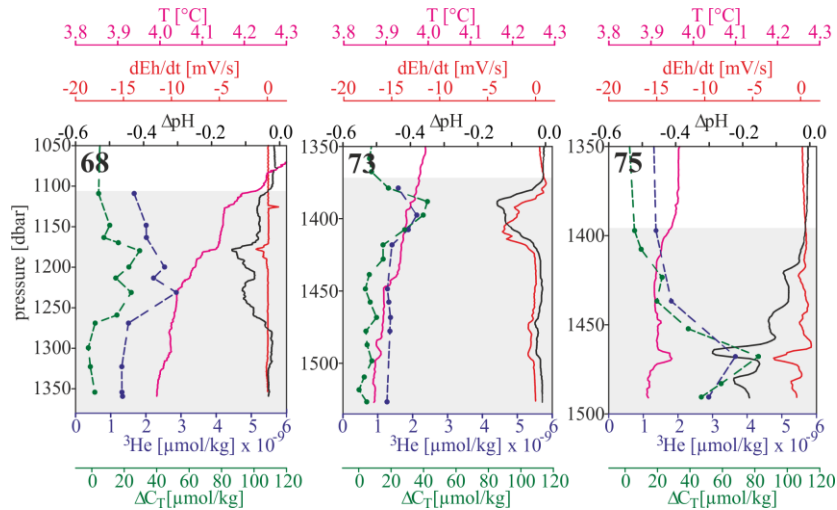 T [°C] T [°C] T [°C]
3.8 3.9 4.0 4.1 4.2 4.3 3.8 3.9 4.0 4.1 4.2 4.3 3.8 3.9 4.0 4.1 4.2 4.3
dEh/dt [mV/s] dEh/dt [mV/s] dEh/dt [mV/s]
-20 -15 -10 -5 0 -20 -15 -10 -5 0 -20 -15 -10 -5 0
ΔpH ΔpH ΔpH
-0.6 -0.4 -0.2 0.0 -0.6 -0.4 -0.2 0.0 -0.6 -0.4 -0.2 0.0
68 73 75
pressure [dbar]
1050
1100
1150
1200
1250
1300
1350
1350
1400
1450
1500
1350
1400
1450
1500
0 1 2 3 4 5 6 0 1 2 3 4 5 6 0 1 2 3 4 5 6
³He [µmol/kg] x 10⁻⁹ ³He [µmol/kg] x 10⁻⁹ ³He [µmol/kg] x 10⁻⁹
0 20 40 60 80 100 120 0 20 40 60 80 100 120 0 20 40 60 80 100 120
ΔC_T[µmol/kg] ΔC_T[µmol/kg] ΔC_T[µmol/kg]